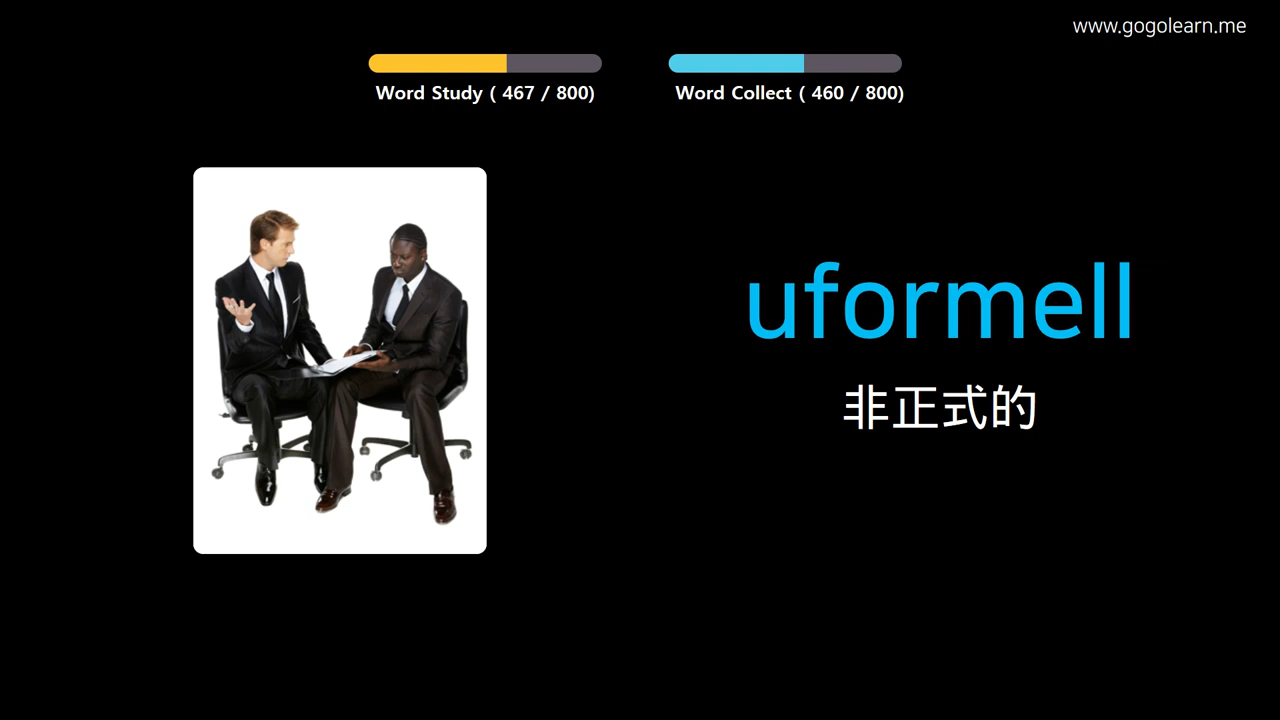 www.gogolearn.me
Word Study ( 467 / 800)
Word Collect ( 460 / 800)
uformell
非正式的